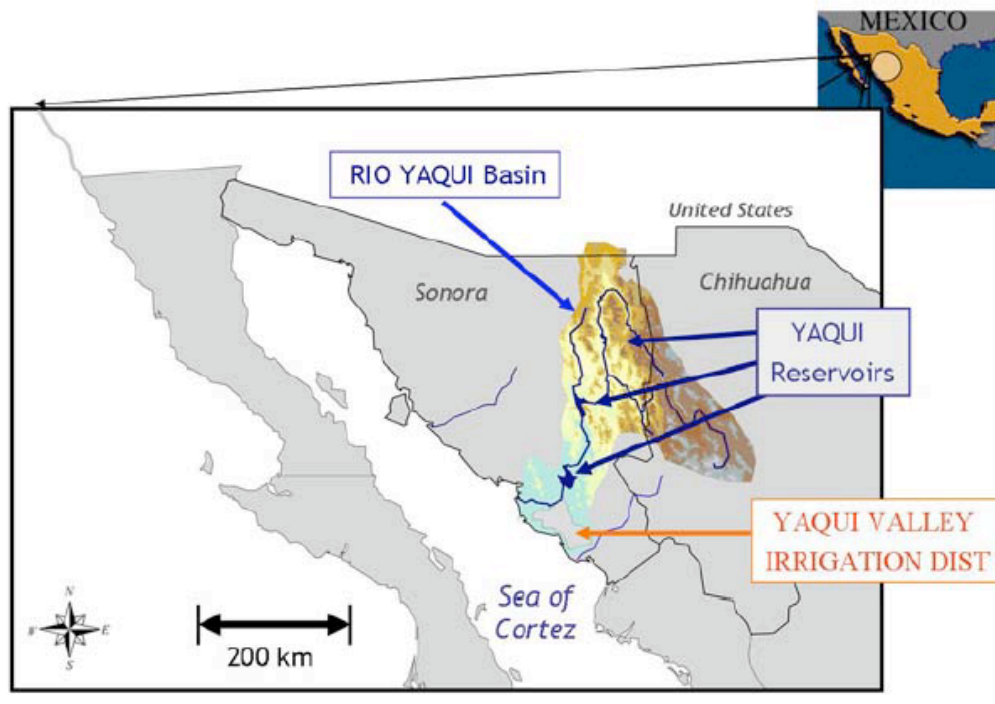 MEXICO
RIO YAQUI Basin
United States
Sonora
Chihuahua
YAQUI
Reservoirs
YAQUI VALLEY
IRRIGATION DIST
Sea of
Cortez
N
W
E
S
200 km